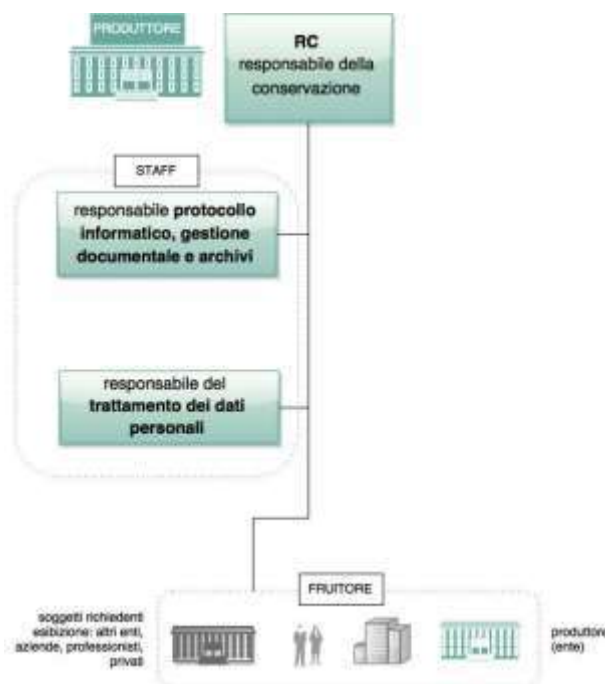 PRODUTTORE
RC
responsabile della
conservazione
STAFF
responsabile protocollo
informatico, gestione
documentale e archivi
responsabile del
trattamento dei dati
personali
FRUITORE
soggetti richiedenti
esibizione: altri enti,
aziende, professionisti,
privati
produttore
(ente)